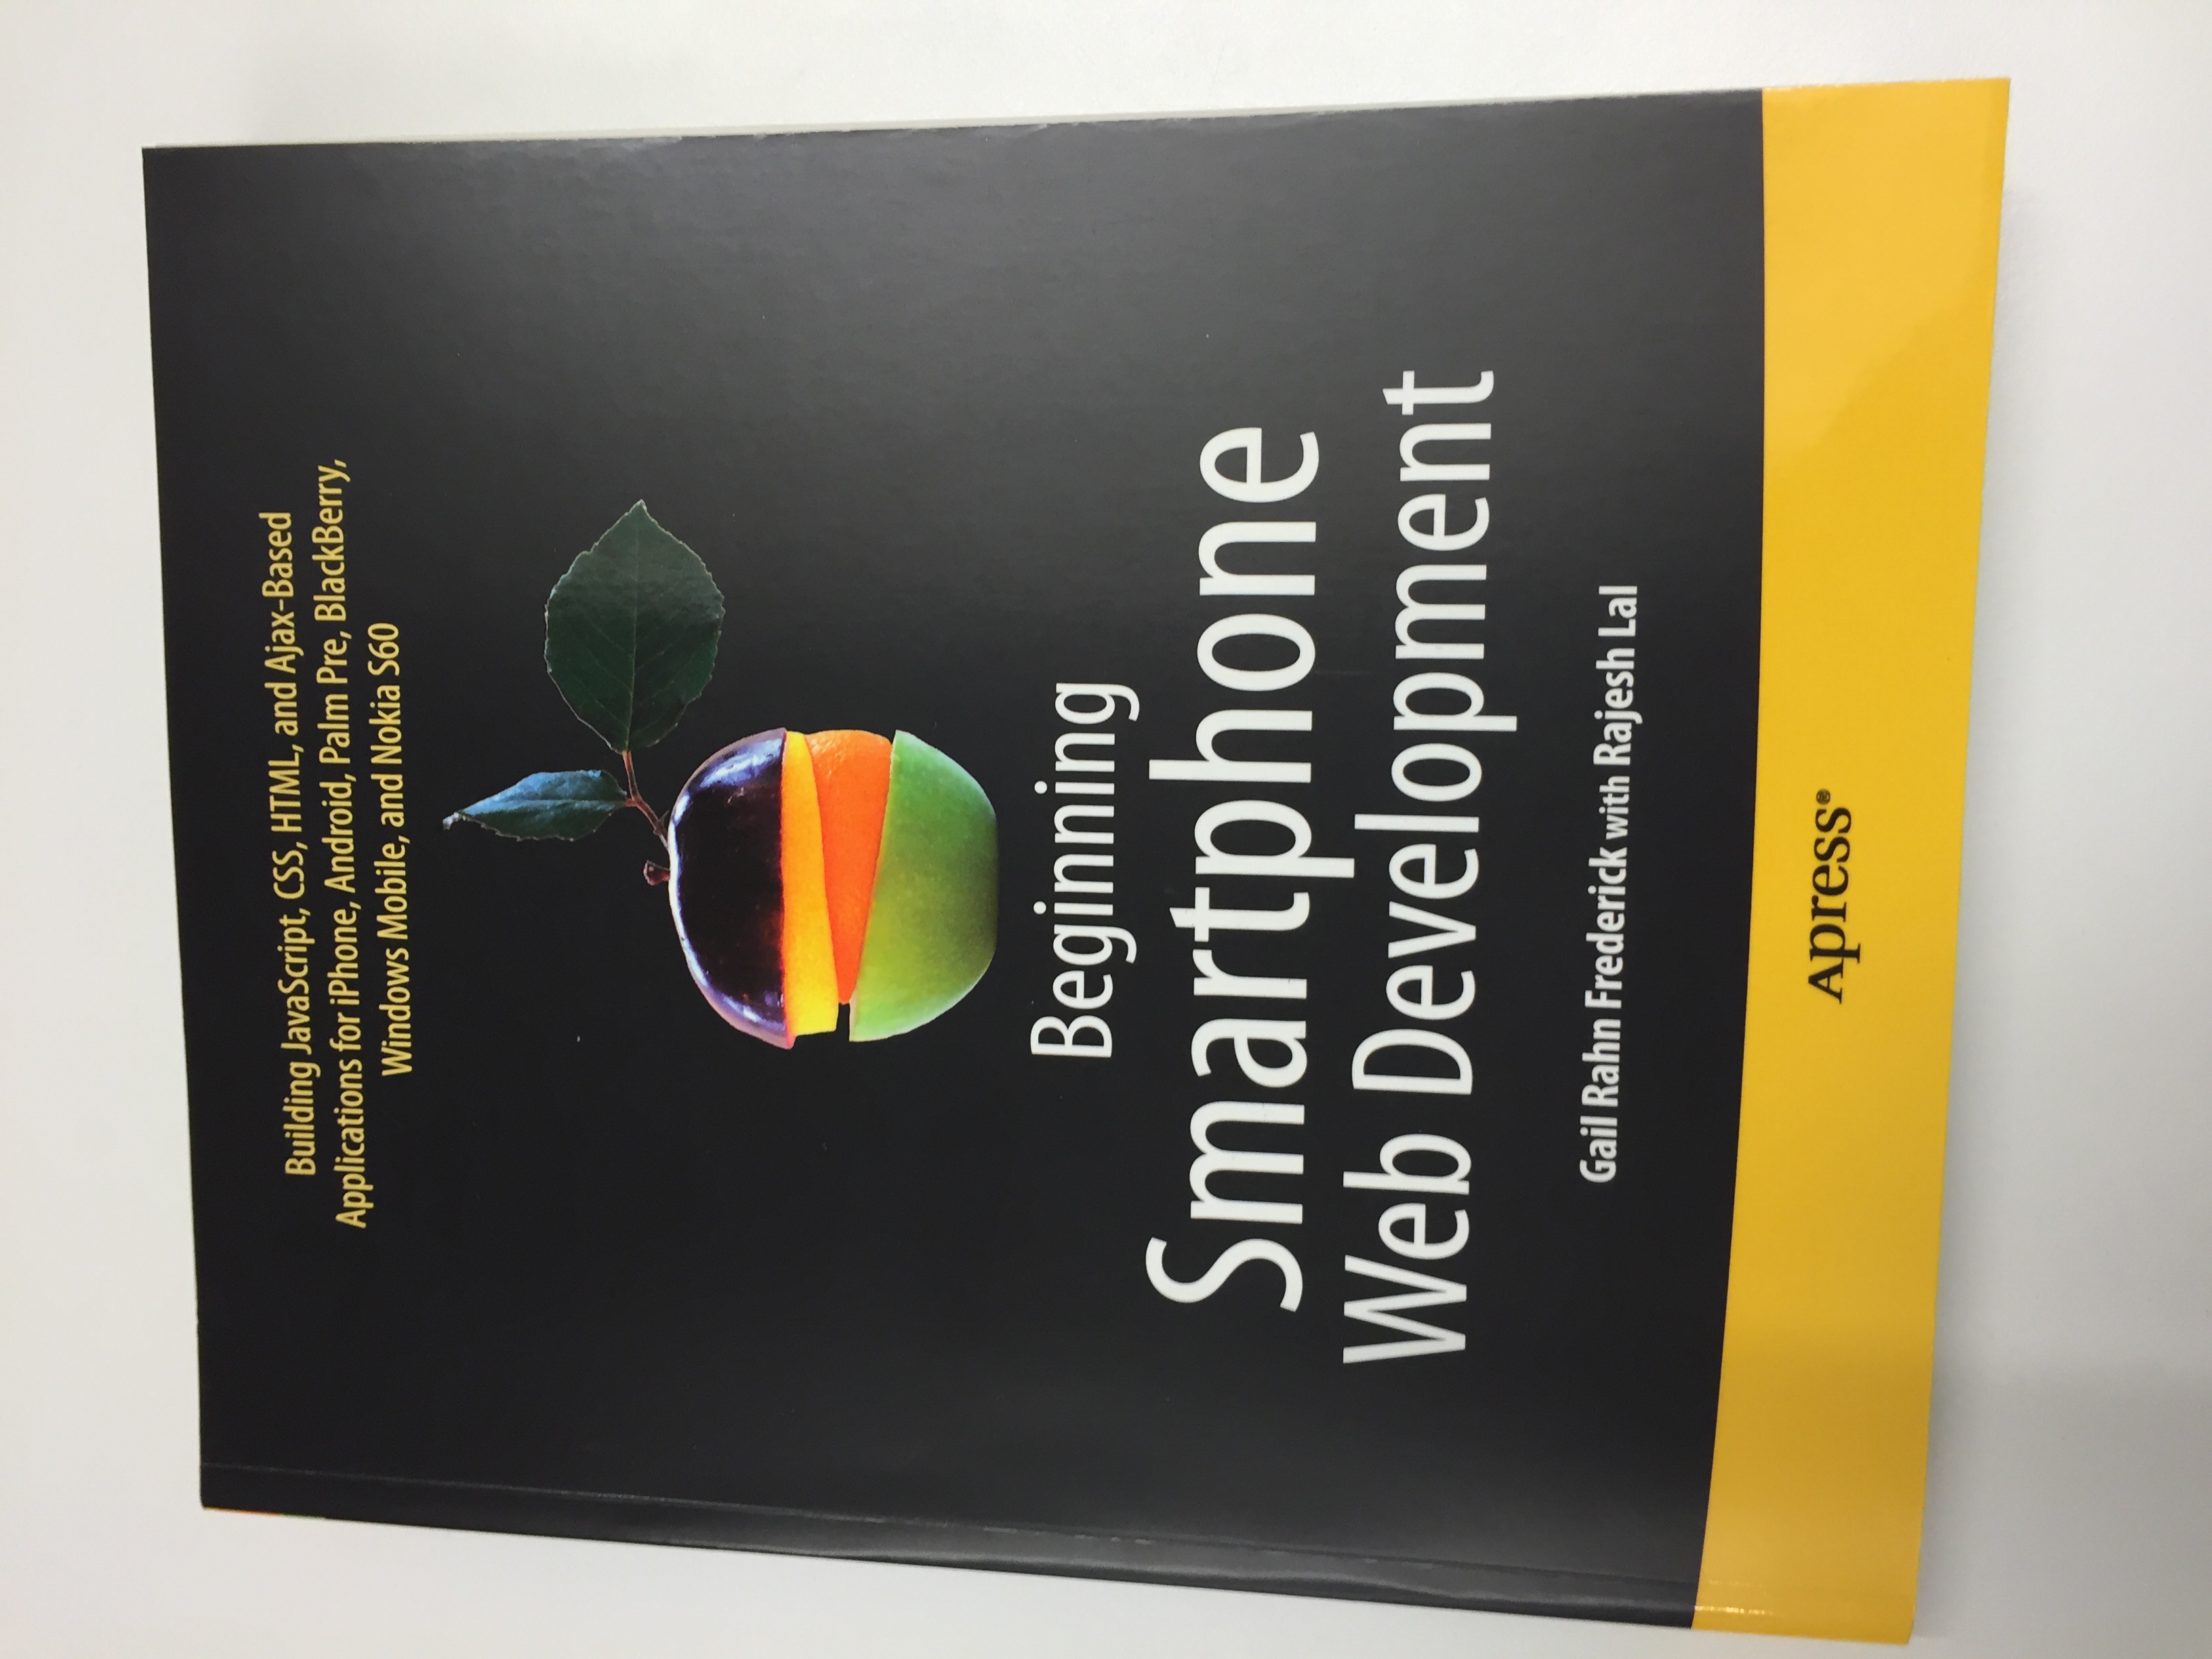 Building JavaScript, CSS, HTML, and Ajax-Based
Applications for iPhone, Android, Palm Pre, BlackBerry,
Windows Mobile, and Nokia S60
Beginning
Smartphone
Web Development
Gail Rahn Frederick with Rajesh Lal
Apress®